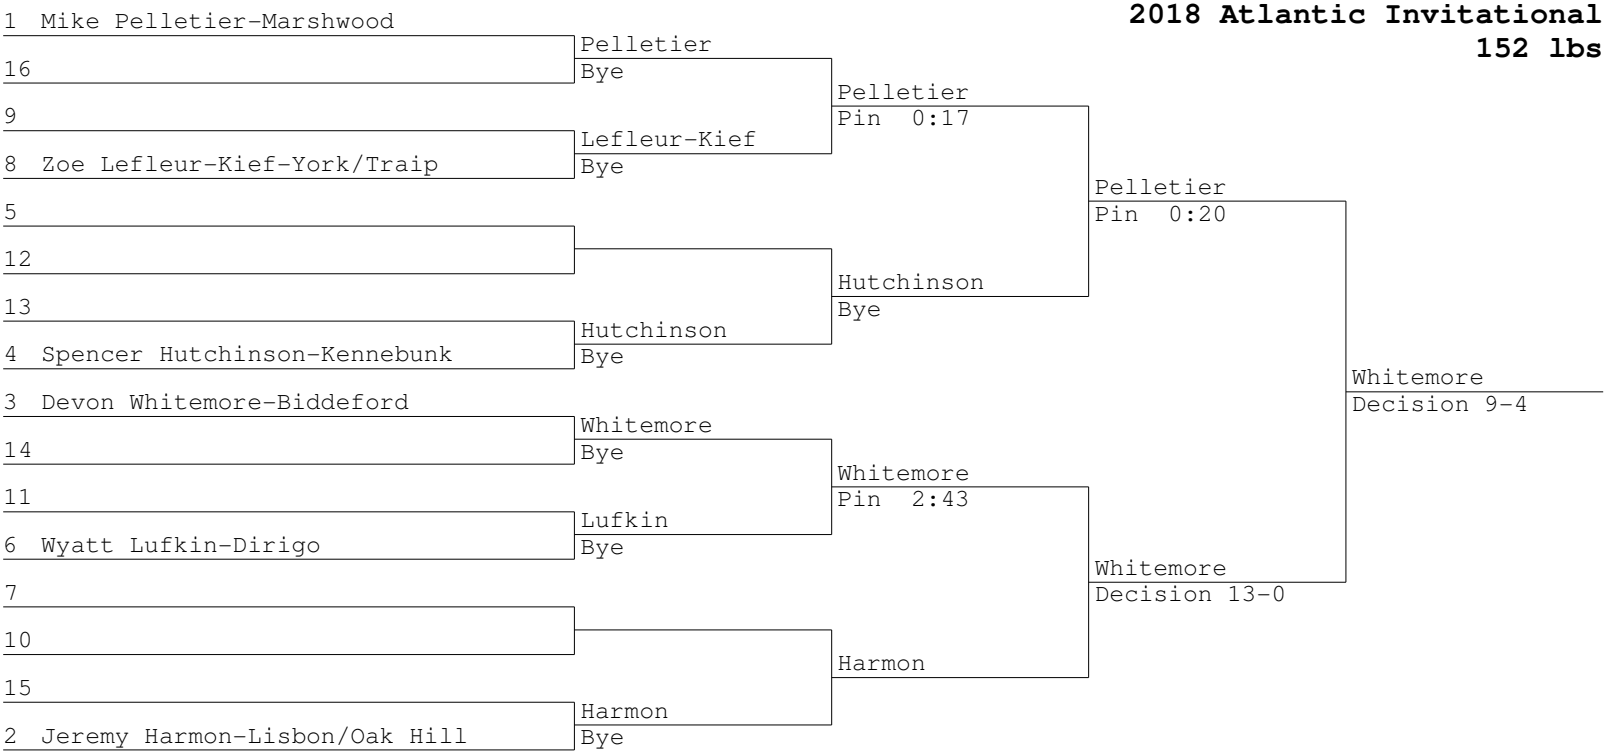 2018 Atlantic Invitational
152 lbs
1 Mike Pelletier-Marshwood
16
9
8 Zoe Lefleur-Kief-York/Traip
5
12
13
4 Spencer Hutchinson-Kennebunk
3 Devon Whitemore-Biddeford
14
11
6 Wyatt Lufkin-Dirigo
7
10
15
2 Jeremy Harmon-Lisbon/Oak Hill
Pelletier
Bye
Lefleur-Kief
Bye
Hutchinson
Bye
Whitemore
Bye
Lufkin
Bye
Harmon
Bye
Pelletier
Pin 0:17
Hutchinson
Bye
Whitemore
Pin 2:43
Harmon
Pelletier
Pin 0:20
Whitemore
Decision 13-0
Whitemore
Decision 9-4